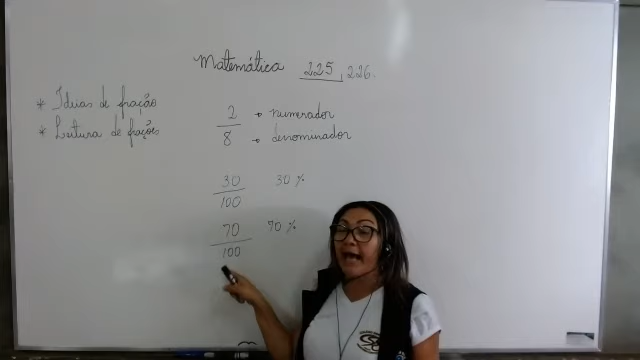 Matemática 225, 226.
* Ideias de fração
* Leitura de frações
2 → numerador
8 → denominador
30 30 %
100
70 70 %
100